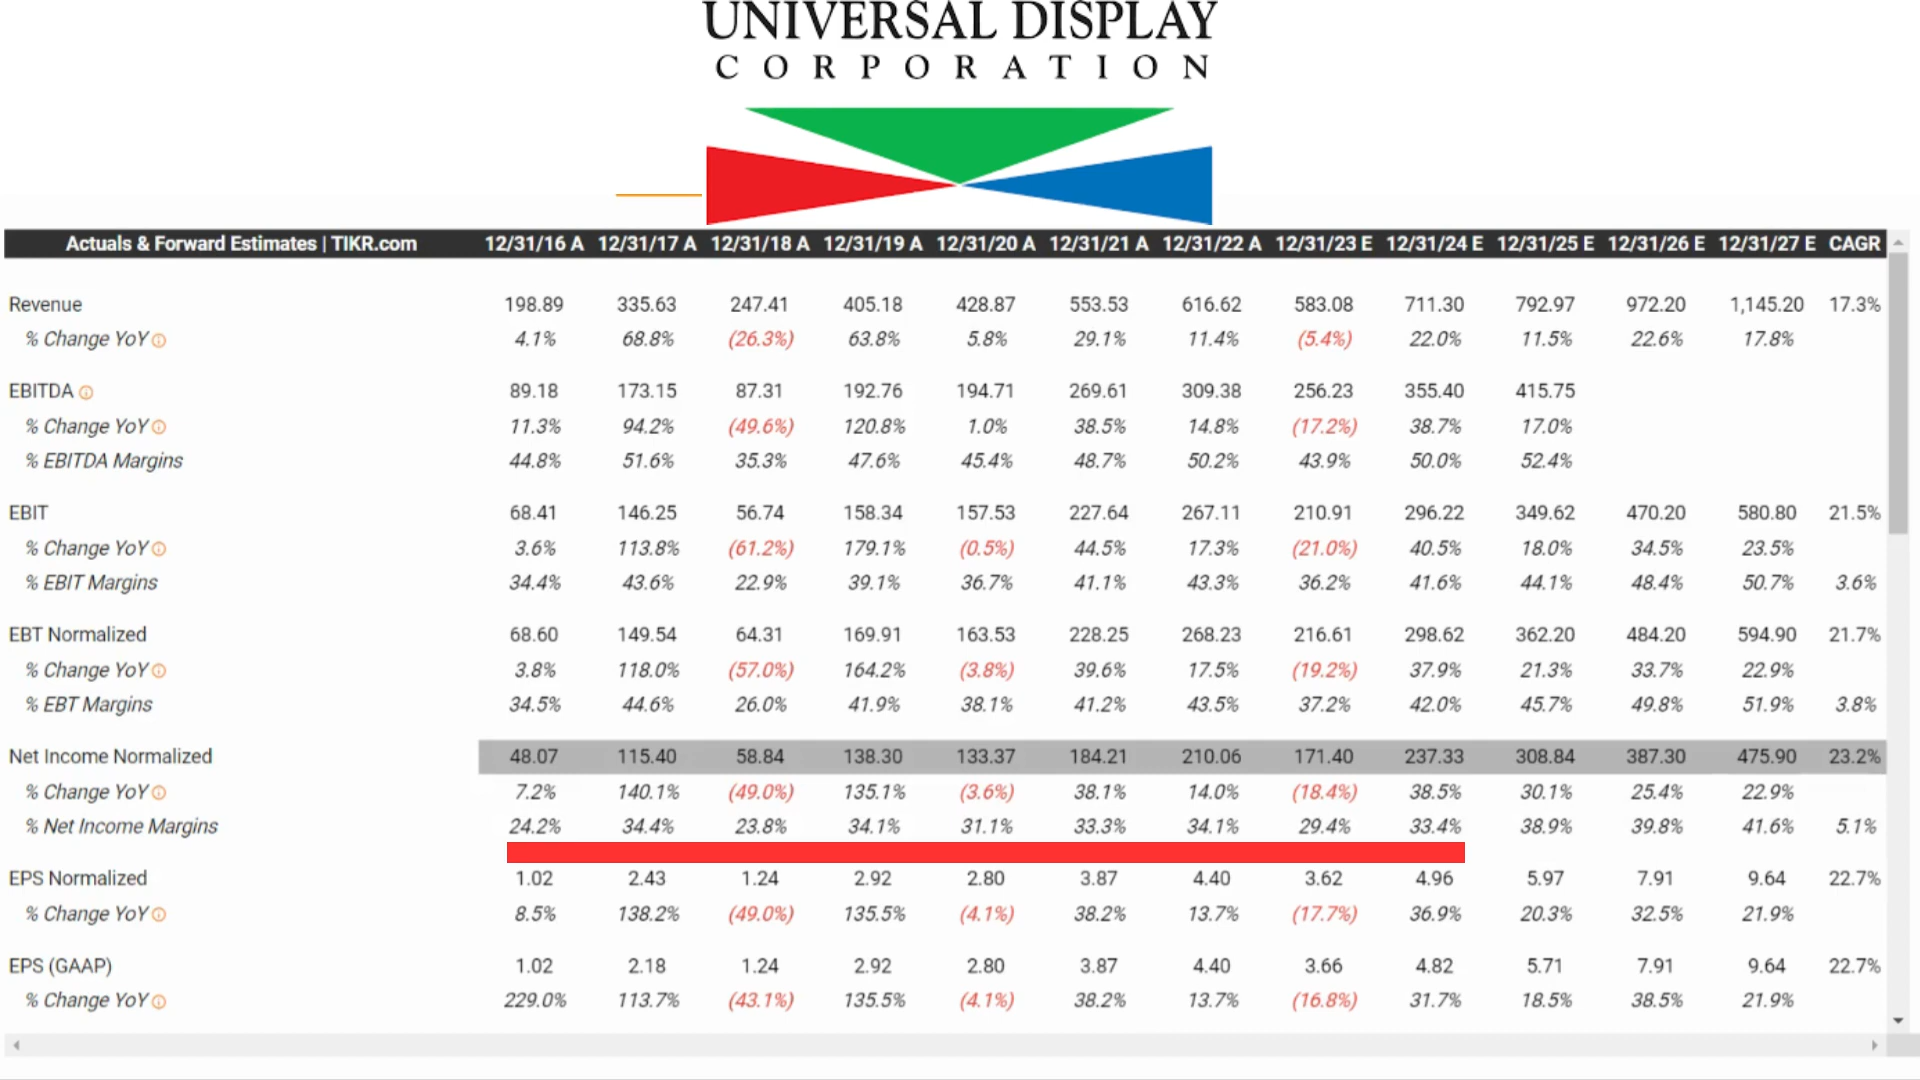 UNIVERSAL DISPLAY
CORPORATION
Actuals & Forward Estimates | TIKR.com 12/31/16 A 12/31/17 A 12/31/18 A 12/31/19 A 12/31/20 A 12/31/21 A 12/31/22 A 12/31/23 E 12/31/24 E 12/31/25 E 12/31/26 E 12/31/27 E CAGR
Revenue 198.89 335.63 247.41 405.18 428.87 553.53 616.62 583.08 711.30 792.97 972.20 1,145.20 17.3%
% Change YoY 4.1% 68.8% (26.3%) 63.8% 5.8% 29.1% 11.4% (5.4%) 22.0% 11.5% 22.6% 17.8%
EBITDA 89.18 173.15 87.31 192.76 194.71 269.61 309.38 256.23 355.40 415.75
% Change YoY 11.3% 94.2% (49.6%) 120.8% 1.0% 38.5% 14.8% (17.2%) 38.7% 17.0%
% EBITDA Margins 44.8% 51.6% 35.3% 47.6% 45.4% 48.7% 50.2% 43.9% 50.0% 52.4%
EBIT 68.41 146.25 56.74 158.34 157.53 227.64 267.11 210.91 296.22 349.62 470.20 580.80 21.5%
% Change YoY 3.6% 113.8% (61.2%) 179.1% (0.5%) 44.5% 17.3% (21.0%) 40.5% 18.0% 34.5% 23.5%
% EBIT Margins 34.4% 43.6% 22.9% 39.1% 36.7% 41.1% 43.3% 36.2% 41.6% 44.1% 48.4% 50.7% 3.6%
EBT Normalized 68.60 149.54 64.31 169.91 163.53 228.25 268.23 216.61 298.62 362.20 484.20 594.90 21.7%
% Change YoY 3.8% 118.0% (57.0%) 164.2% (3.8%) 39.6% 17.5% (19.2%) 37.9% 21.3% 33.7% 22.9%
% EBT Margins 34.5% 44.6% 26.0% 41.9% 38.1% 41.2% 43.5% 37.2% 42.0% 45.7% 49.8% 51.9% 3.8%
Net Income Normalized 48.07 115.40 58.84 138.30 133.37 184.21 210.06 171.40 237.33 308.84 387.30 475.90 23.2%
% Change YoY 7.2% 140.1% (49.0%) 135.1% (3.6%) 38.1% 14.0% (18.4%) 38.5% 30.1% 25.4% 22.9%
% Net Income Margins 24.2% 34.4% 23.8% 34.1% 31.1% 33.3% 34.1% 29.4% 33.4% 38.9% 39.8% 41.6% 5.1%
EPS Normalized 1.02 2.43 1.24 2.92 2.80 3.87 4.40 3.62 4.96 5.97 7.91 9.64 22.7%
% Change YoY 8.5% 138.2% (49.0%) 135.5% (4.1%) 38.2% 13.7% (17.7%) 36.9% 20.3% 32.5% 21.9%
EPS (GAAP) 1.02 2.18 1.24 2.92 2.80 3.87 4.40 3.66 4.82 5.71 7.91 9.64 22.7%
% Change YoY 229.0% 113.7% (43.1%) 135.5% (4.1%) 38.2% 13.7% (16.8%) 31.7% 18.5% 38.5% 21.9%